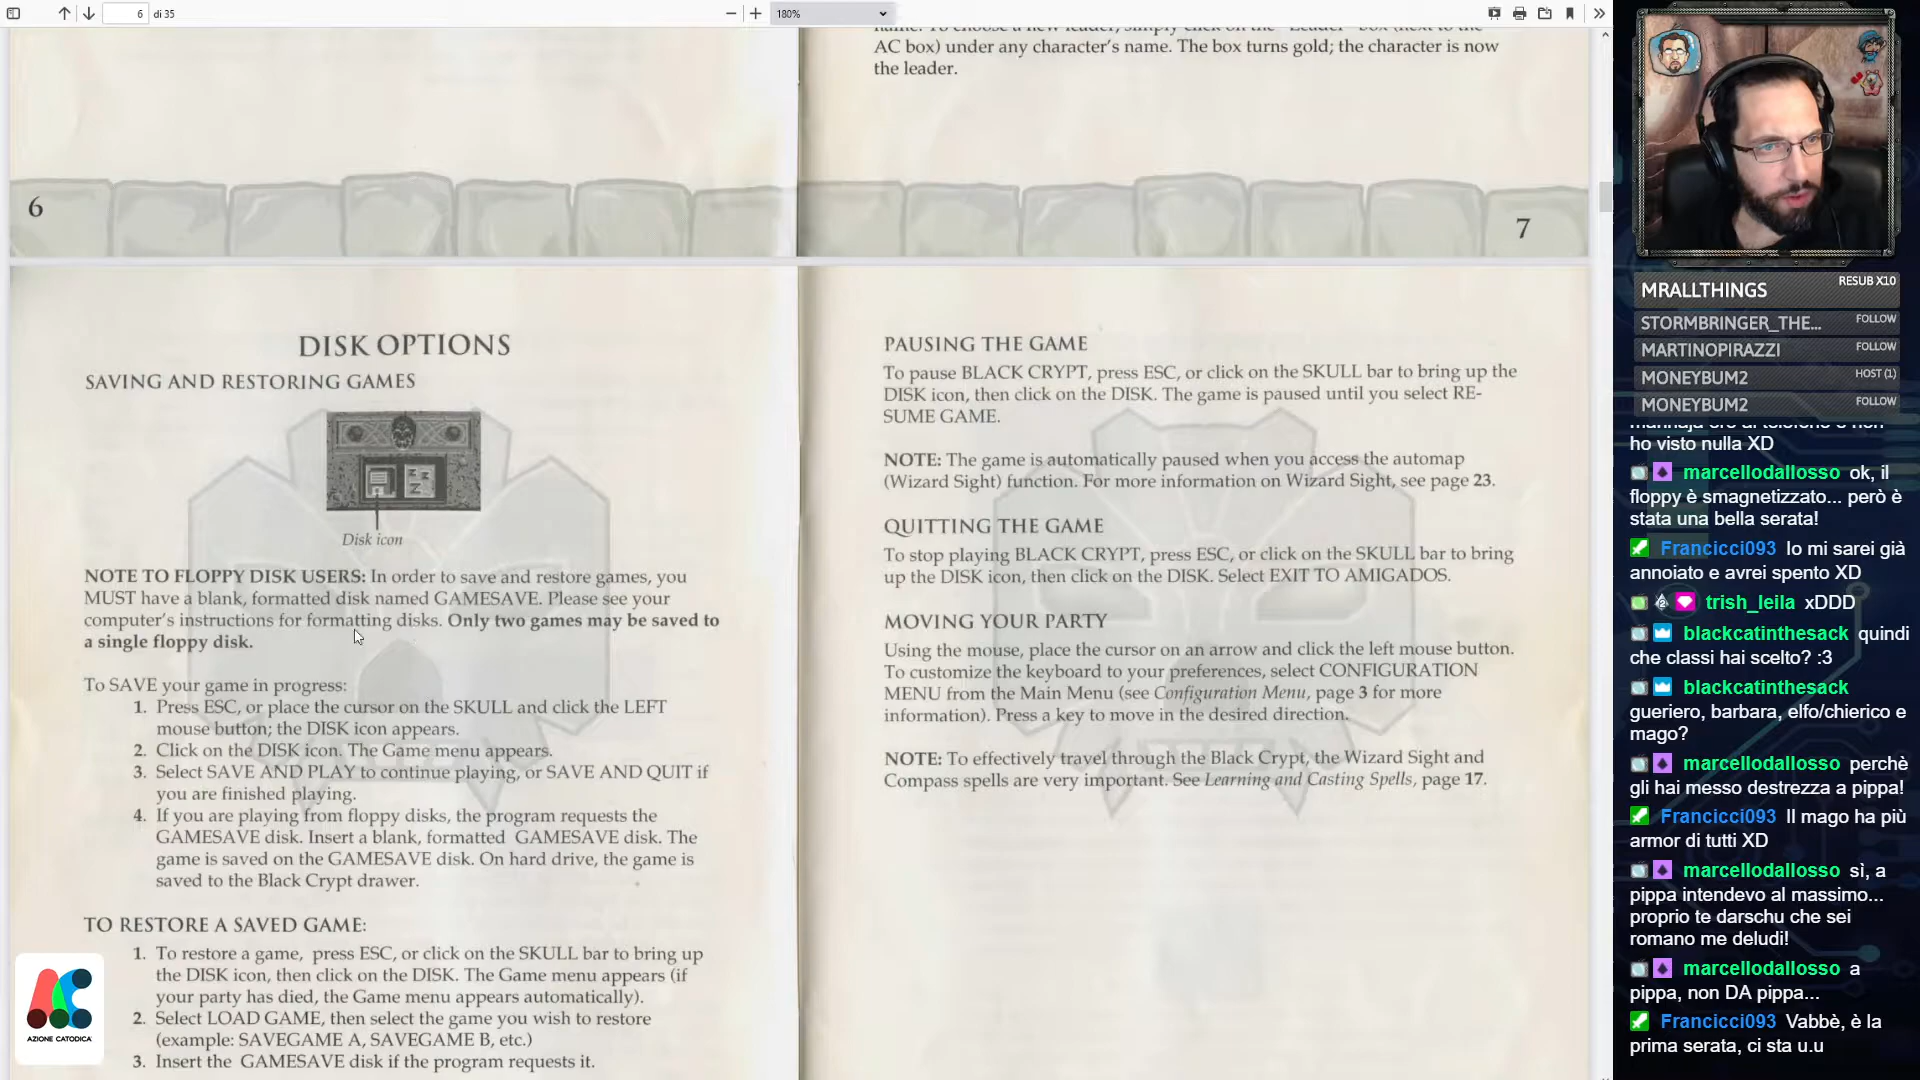 6
di 35
180%
AC box) under any character's name. The box turns gold; the character is now
the leader.
6
7
DISK OPTIONS
SAVING AND RESTORING GAMES
Disk icon
NOTE TO FLOPPY DISK USERS: In order to save and restore games, you
MUST have a blank, formatted disk named GAMESAVE. Please see your
computer's instructions for formatting disks. Only two games may be saved to
a single floppy disk.
To SAVE your game in progress:
1. Press ESC, or place the cursor on the SKULL and click the LEFT
mouse button; the DISK icon appears.
2. Click on the DISK icon. The Game menu appears.
3. Select SAVE AND PLAY to continue playing, or SAVE AND QUIT if
you are finished playing.
4. If you are playing from floppy disks, the program requests the
GAMESAVE disk. Insert a blank, formatted GAMESAVE disk. The
game is saved on the GAMESAVE disk. On hard drive, the game is
saved to the Black Crypt drawer.
TO RESTORE A SAVED GAME:
1. To restore a game, press ESC, or click on the SKULL bar to bring up
the DISK icon, then click on the DISK. The Game menu appears (if
your party has died, the Game menu appears automatically).
2. Select LOAD GAME, then select the game you wish to restore
(example: SAVEGAME A, SAVEGAME B, etc.)
3. Insert the GAMESAVE disk if the program requests it.
PAUSING THE GAME
To pause BLACK CRYPT, press ESC, or click on the SKULL bar to bring up the
DISK icon, then click on the DISK. The game is paused until you select RE-
SUME GAME.
NOTE: The game is automatically paused when you access the automap
(Wizard Sight) function. For more information on Wizard Sight, see page 23.
QUITTING THE GAME
To stop playing BLACK CRYPT, press ESC, or click on the SKULL bar to bring
up the DISK icon, then click on the DISK. Select EXIT TO AMIGADOS.
MOVING YOUR PARTY
Using the mouse, place the cursor on an arrow and click the left mouse button.
To customize the keyboard to your preferences, select CONFIGURATION
MENU from the Main Menu (see Configuration Menu, page 3 for more
information). Press a key to move in the desired direction.
NOTE: To effectively travel through the Black Crypt, the Wizard Sight and
Compass spells are very important. See Learning and Casting Spells, page 17.
AZIONE CATODICA
MRALLTHINGS RESUB X10
STORMBRINGER_THE... FOLLOW
MARTINOPIRAZZI FOLLOW
MONEYBUM2 HOST (1)
MONEYBUM2 FOLLOW
ho visto nulla XD
marcellodallosso ok, il
floppy è smagnetizzato... però è
stata una bella serata!
Francicci093 Io mi sarei già
annoiato e avrei spento XD
trish_leila xDDD
blackcatinthesack quindi
che classi hai scelto? :3
blackcatinthesack
gueriero, barbara, elfo/chierico e
mago?
marcellodallosso perchè
gli hai messo destrezza a pippa!
Francicci093 Il mago ha più
armor di tutti XD
marcellodallosso sì, a
pippa intendevo al massimo...
proprio te darschu che sei
romano me deludi!
marcellodallosso a
pippa, non DA pippa...
Francicci093 Vabbè, è la
prima serata, ci sta u.u